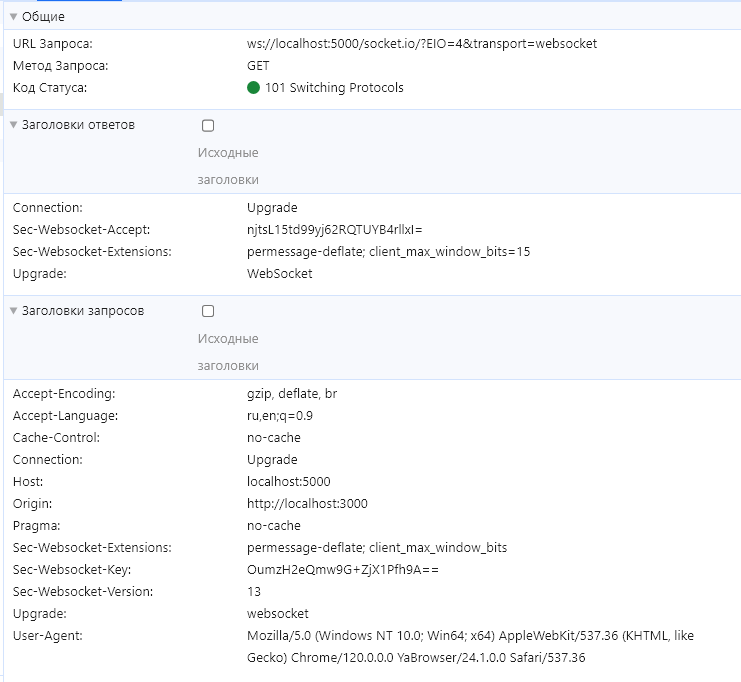 Общие
URL Запроса: ws://localhost:5000/socket.io/?EIO=4&transport=websocket
Метод Запроса: GET
Код Статуса: 101 Switching Protocols
Заголовки ответов
Исходные
заголовки
Connection: Upgrade
Sec-Websocket-Accept: njtsL15td99yj62RQTUYB4rllxI=
Sec-Websocket-Extensions: permessage-deflate; client_max_window_bits=15
Upgrade: WebSocket
Заголовки запросов
Исходные
заголовки
Accept-Encoding: gzip, deflate, br
Accept-Language: ru,en;q=0.9
Cache-Control: no-cache
Connection: Upgrade
Host: localhost:5000
Origin: http://localhost:3000
Pragma: no-cache
Sec-Websocket-Extensions: permessage-deflate; client_max_window_bits
Sec-Websocket-Key: OumzH2eQmw9G+ZjX1Pfh9A==
Sec-Websocket-Version: 13
Upgrade: websocket
User-Agent: Mozilla/5.0 (Windows NT 10.0; Win64; x64) AppleWebKit/537.36 (KHTML, like
Gecko) Chrome/120.0.0.0 YaBrowser/24.1.0.0 Safari/537.36